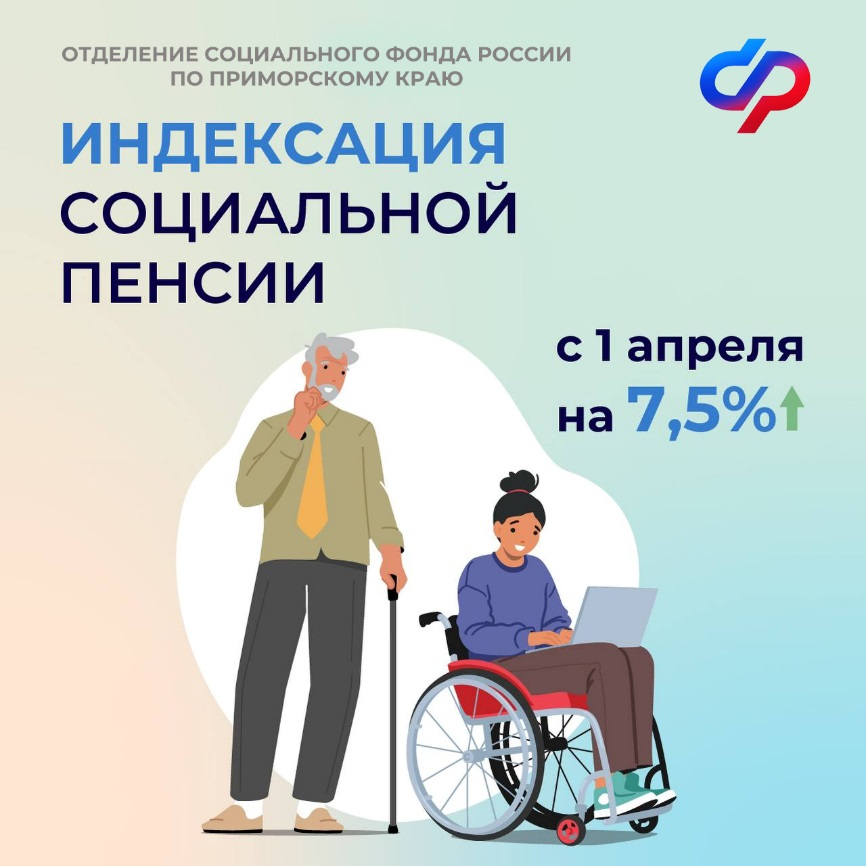 ОТДЕЛЕНИЕ СОЦИАЛЬНОГО ФОНДА РОССИИ
ПО ПРИМОРСКОМУ КРАЮ
ИНДЕКСАЦИЯ
СОЦИАЛЬНОЙ
ПЕНСИИ
с 1 апреля
на 7,5%